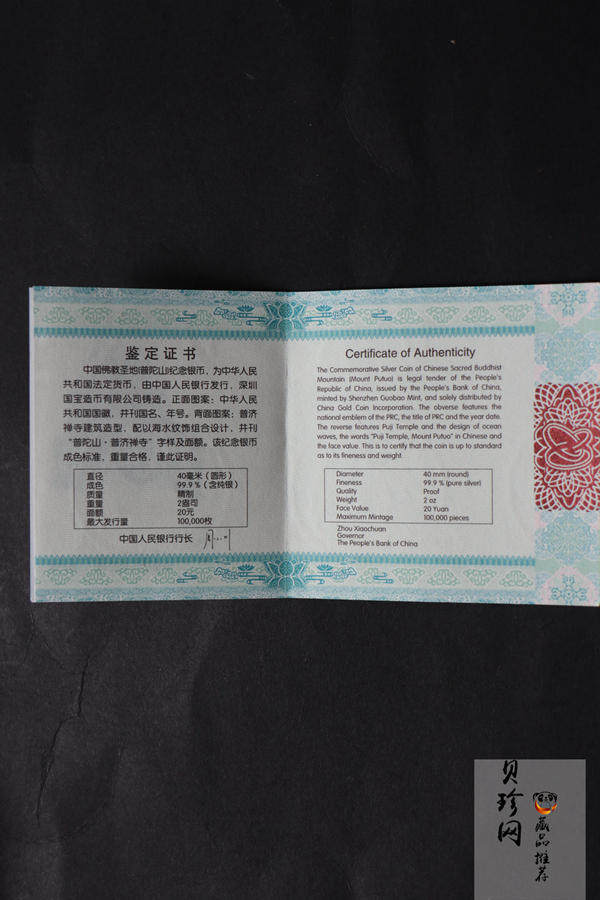 鉴定证书
中国佛教圣地(普陀山)纪念银币，为中华人民
共和国法定货币，由中国人民银行发行，深圳
国宝造币有限公司铸造。正面图案：中华人民
共和国国徽，并刊国名、年号。背面图案：普济
禅寺建筑造型，配以海水纹饰组合设计，并刊
“普陀山·普济禅寺”字样及面额。该纪念银币
成色标准，重量合格，谨此证明。
直径 40毫米（圆形）
成色 99.9％（含纯银）
质量 精制
重量 2盎司
面额 20元
最大发行量 100,000枚
中国人民银行行长
Certificate of Authenticity
The Commemorative Silver Coin of Chinese Sacred Buddhist
Mountain (Mount Putuo) is legal tender of the People's
Republic of China, issued by the People's Bank of China,
minted by Shenzhen Guobao Mint, and solely distributed by
China Gold Coin Incorporation. The obverse features the
national emblem of the PRC, the title of PRC and the year date.
The reverse features Puji Temple and the design of ocean
waves, the words "Puji Temple, Mount Putuo" in Chinese and
the face value. This is to certify that the coin is up to standard
as to its fineness and weight.
Diameter 40 mm (round)
Fineness 99.9 % (pure silver)
Quality Proof
Weight 2 oz
Face Value 20 Yuan
Maximum Mintage 100,000 pieces
Zhou Xiaochuan
Governor
The People's Bank of China
贝珍网
藏品推荐